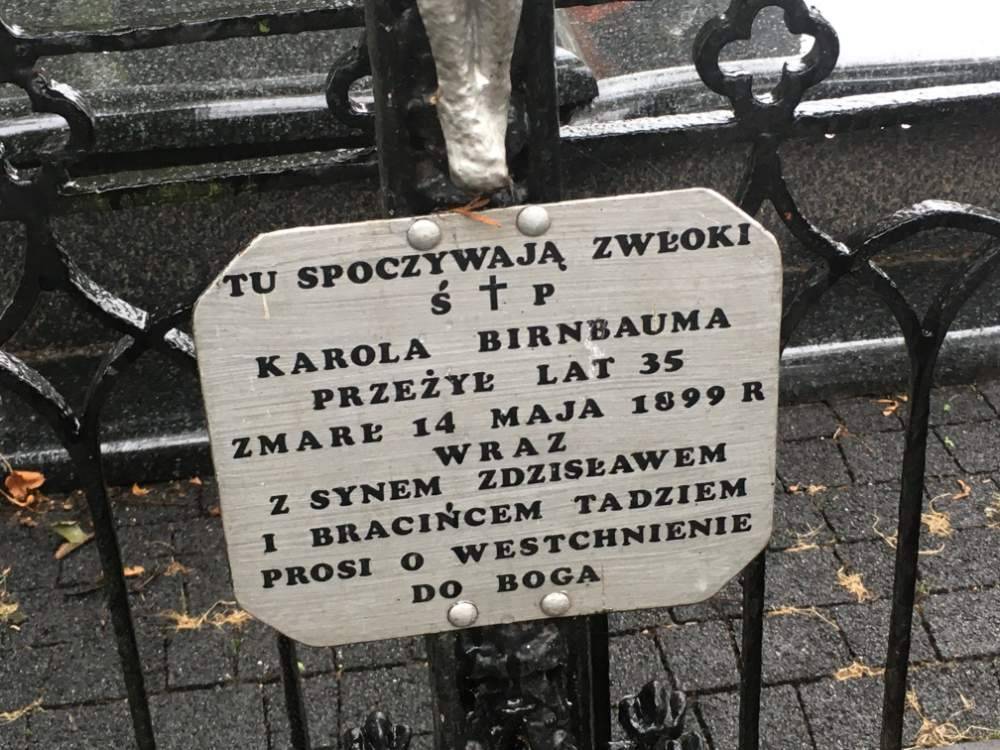 TU SPOCZYWAJĄ ZWŁOKI
Ś † P
KAROLA BIRNBAUMA
PRZEŻYŁ LAT 35
ZMARŁ 14 MAJA 1899 R
WRAZ
Z SYNEM ZDZISŁAWEM
I BRACIŃCEM TADZIEM
PROSI O WESTCHNIENIE
DO BOGA